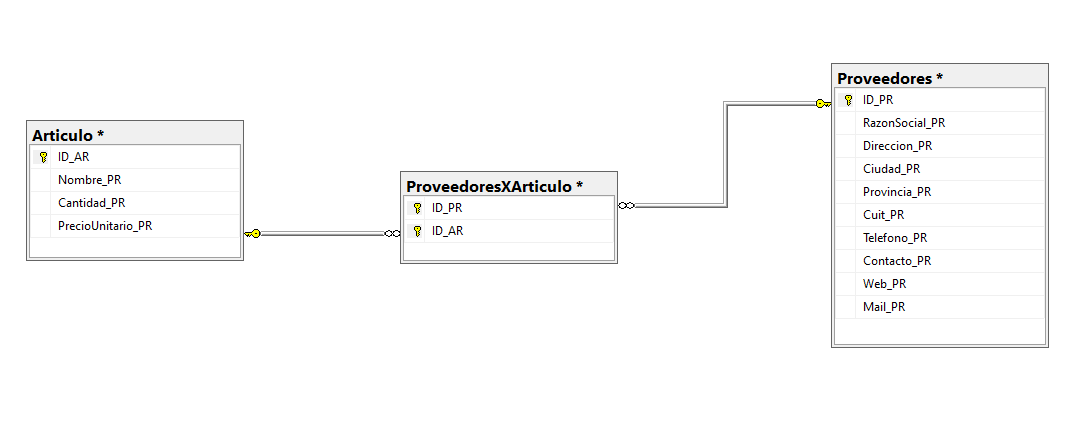 Articulo *
ID_AR
Nombre_PR
Cantidad_PR
PrecioUnitario_PR
ProveedoresXArticulo *
ID_PR
ID_AR
Proveedores *
ID_PR
RazonSocial_PR
Direccion_PR
Ciudad_PR
Provincia_PR
Cuit_PR
Telefono_PR
Contacto_PR
Web_PR
Mail_PR